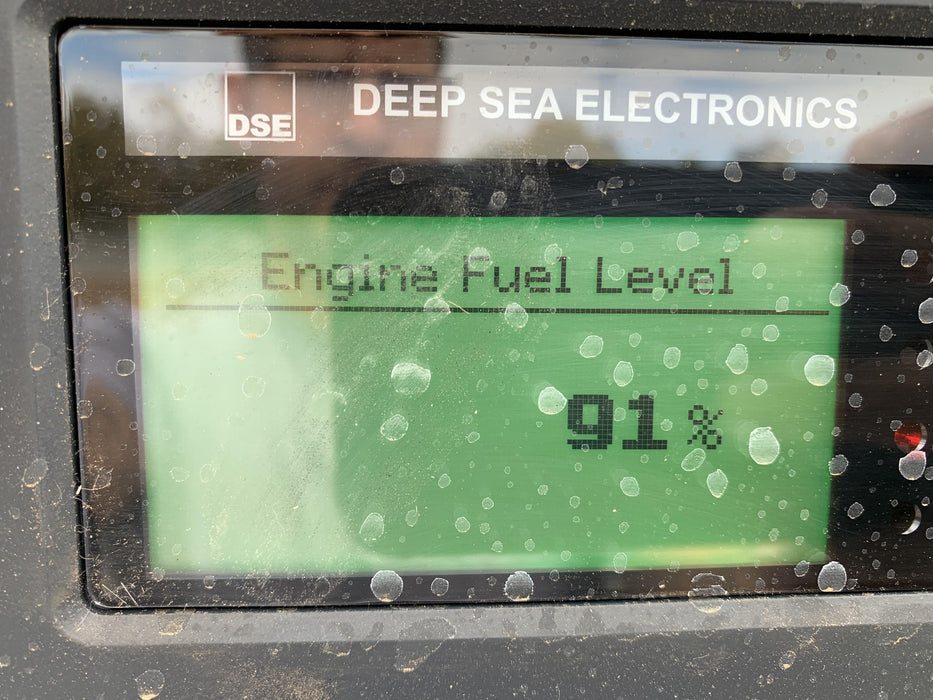 DSE
DEEP SEA ELECTRONICS
Engine Fuel Level
91 %